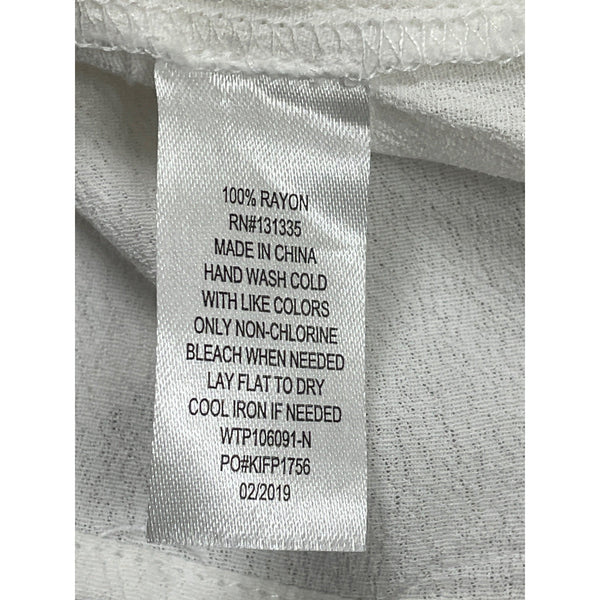 100% RAYON
RN#131335
MADE IN CHINA
HAND WASH COLD
WITH LIKE COLORS
ONLY NON-CHLORINE
BLEACH WHEN NEEDED
LAY FLAT TO DRY
COOL IRON IF NEEDED
WTP106091-N
PO#KIFP1756
02/2019